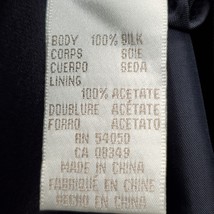 BODY 100% SILK
CORPS SOIE
CUERPO SEDA
LINING
100% ACETATE
DOUBLURE ACETATE
FORRO ACETATO
RN 54050
CA 08349
MADE IN CHINA
FABRIQUE EN CHINE
HECHO EN CHINA